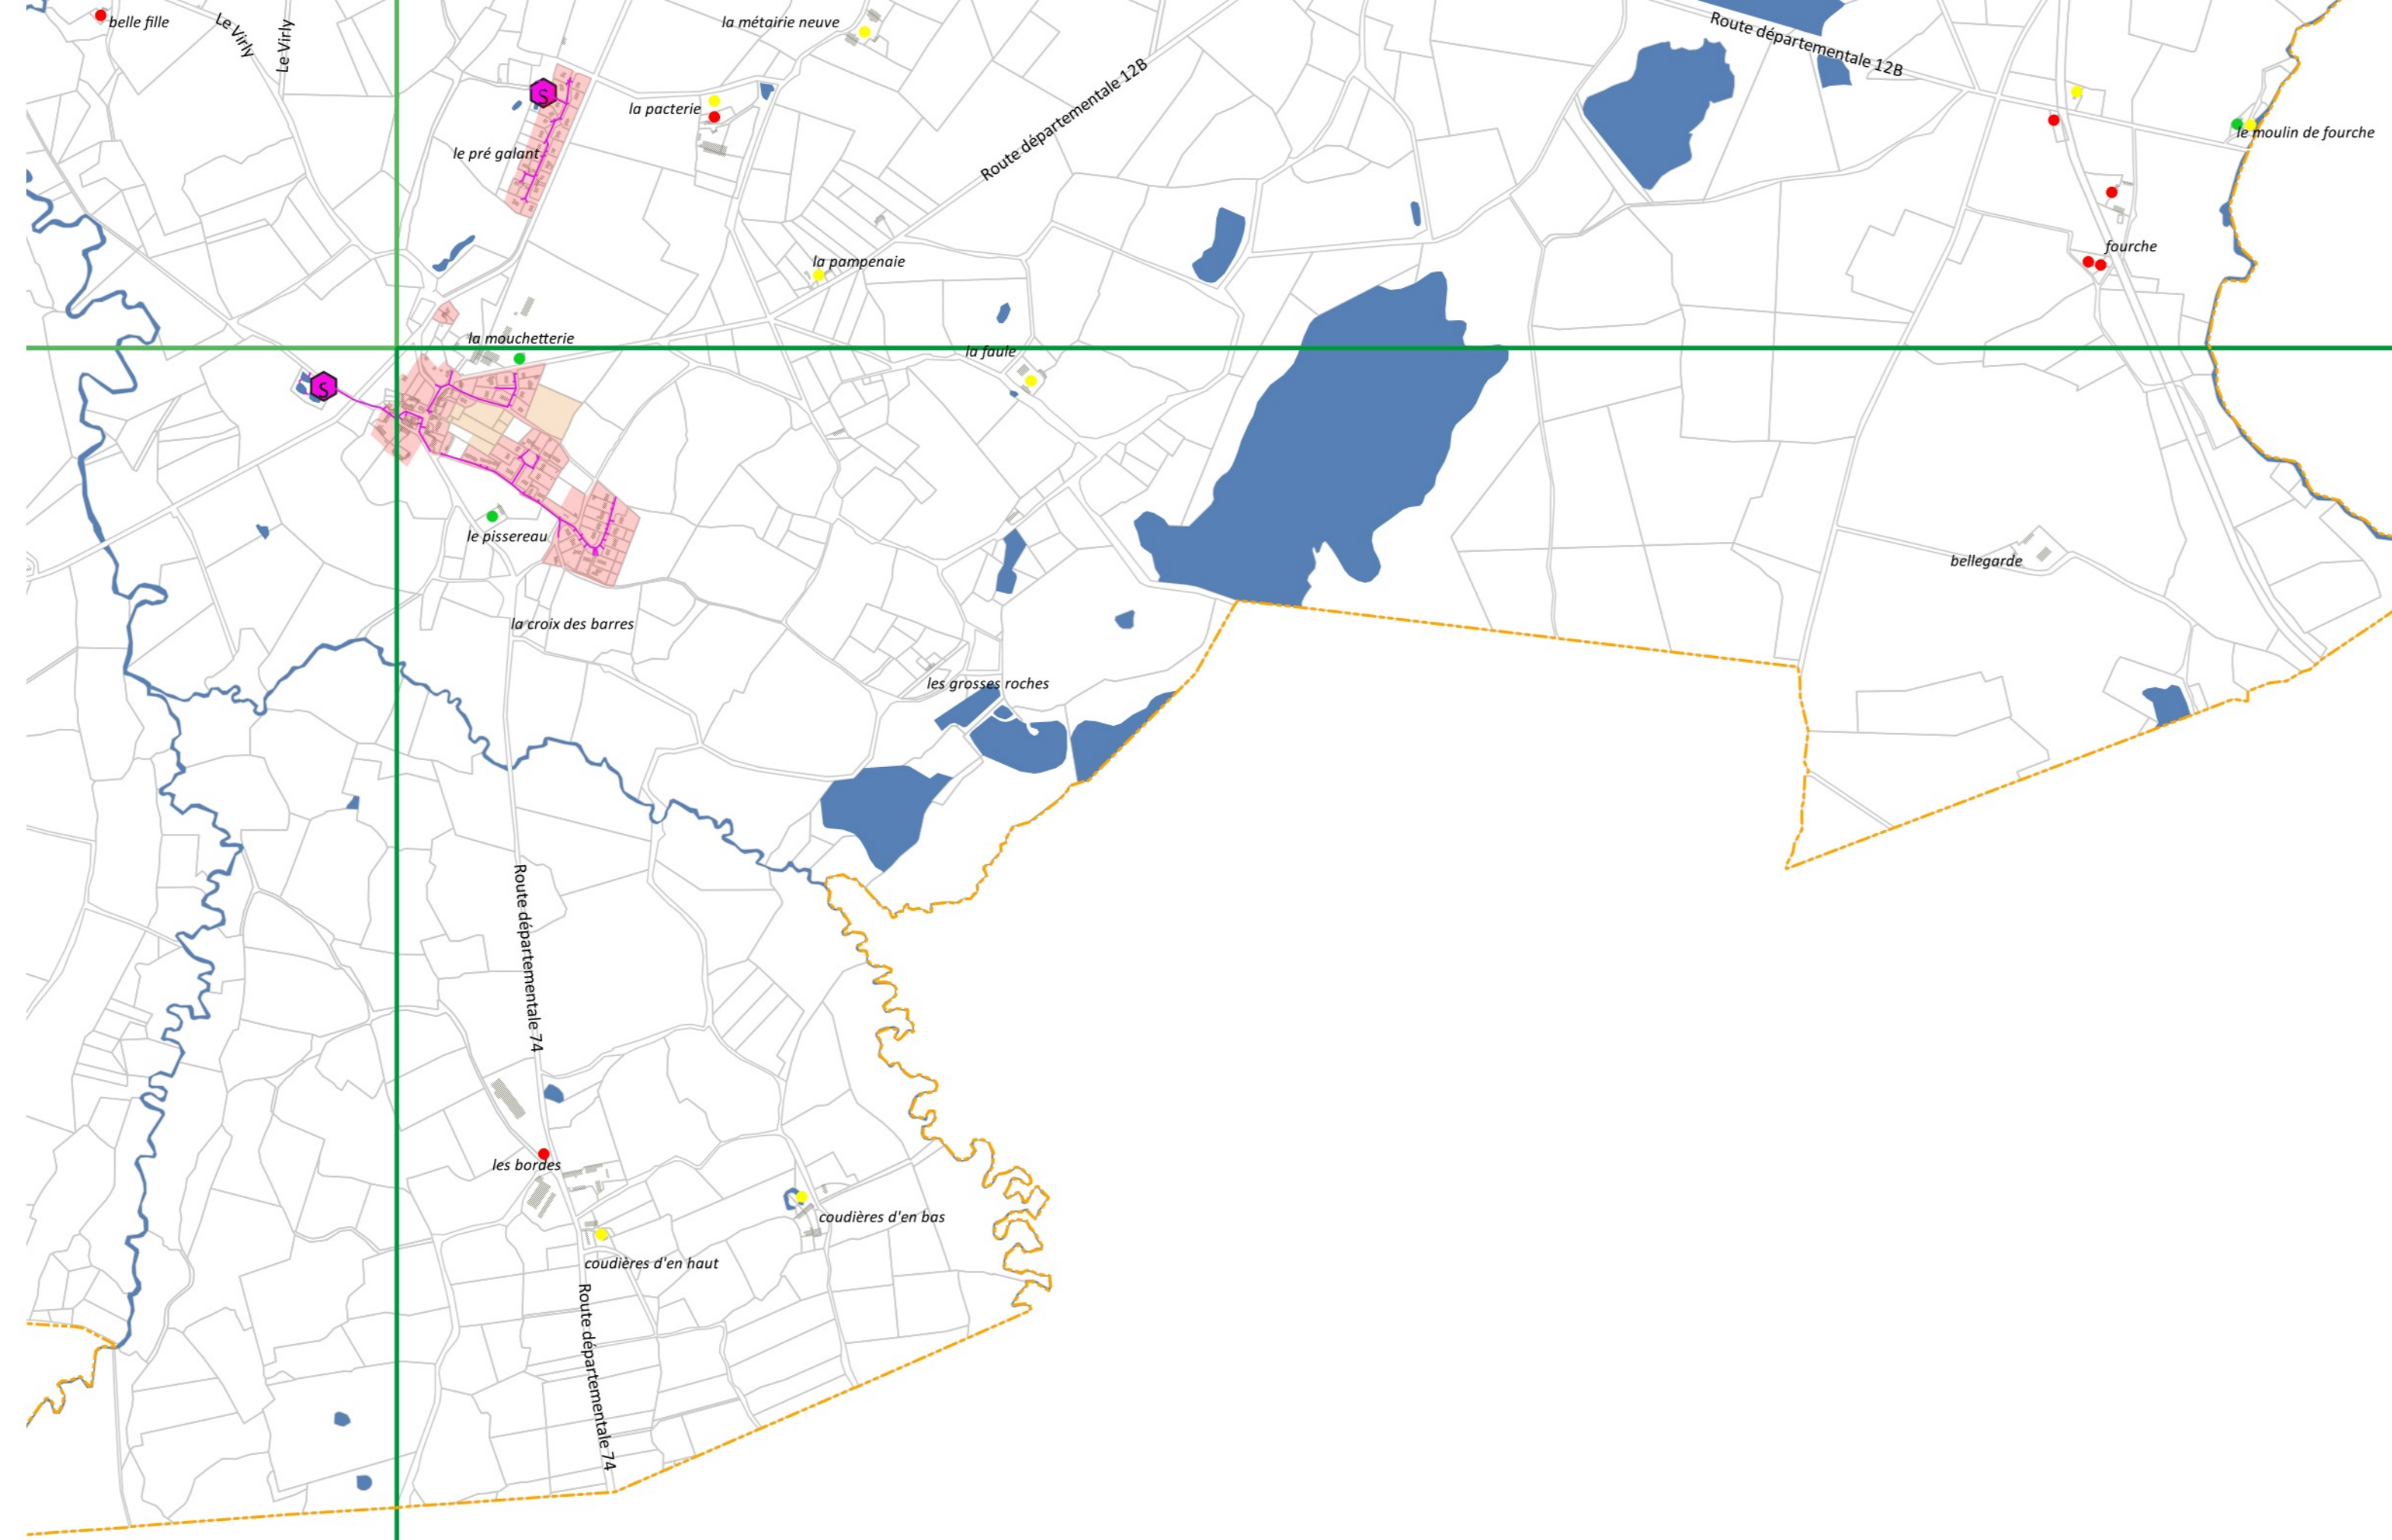 belle fille
Le Virly
Le Virly
la métairie neuve
Route départementale 12B
Route départementale 12B
S
la pacterie
le pré galant
le moulin de fourche
fourche
la pampenaie
la mouchetterie
la faule
S
le pissereau
bellegarde
la croix des barres
les grosses roches
Route départementale 74
les bordes
coudières d'en bas
coudières d'en haut
Route départementale 74